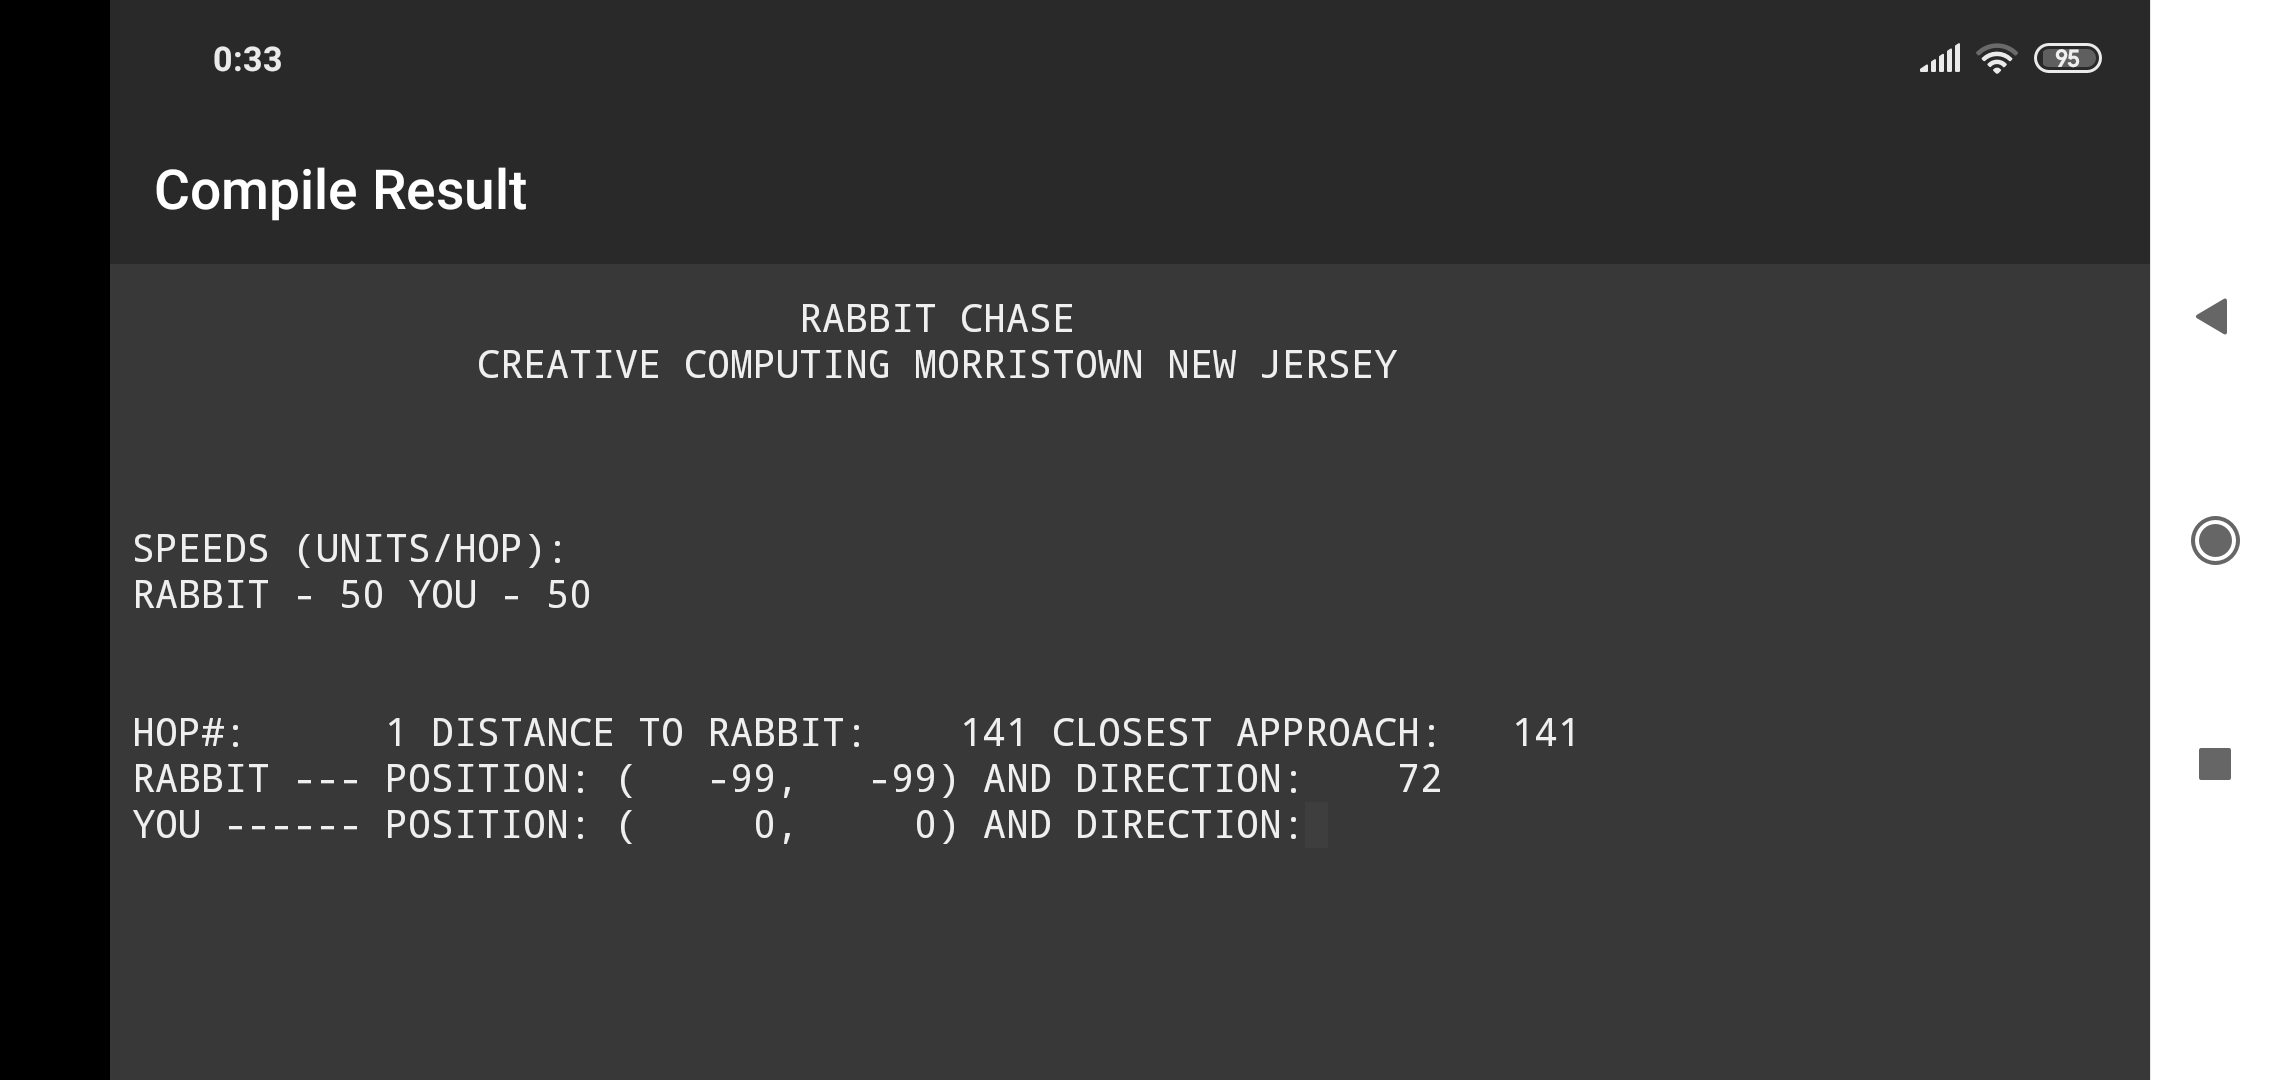 0:33
95
Compile Result
RABBIT CHASE
CREATIVE COMPUTING MORRISTOWN NEW JERSEY
SPEEDS (UNITS/HOP):
RABBIT - 50 YOU - 50
HOP#: 1 DISTANCE TO RABBIT: 141 CLOSEST APPROACH: 141
RABBIT --- POSITION: ( -99, -99) AND DIRECTION: 72
YOU ------ POSITION: ( 0, 0) AND DIRECTION: